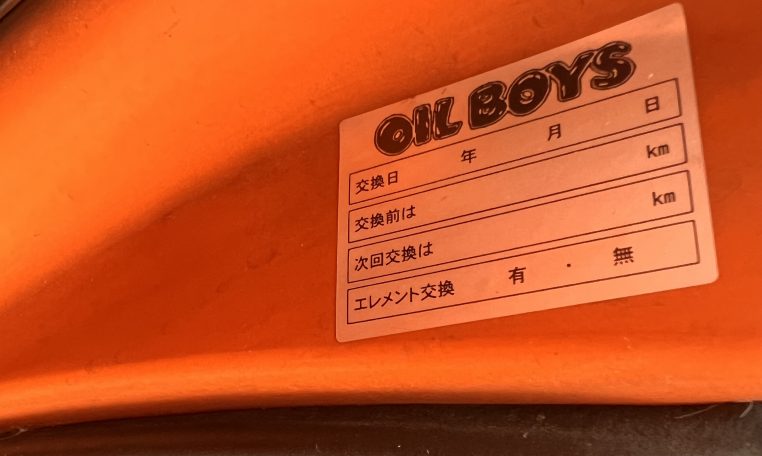 OIL BOYS
交換日 年 月 日
交換前は km
次回交換は km
エレメント交換 有 ・ 無